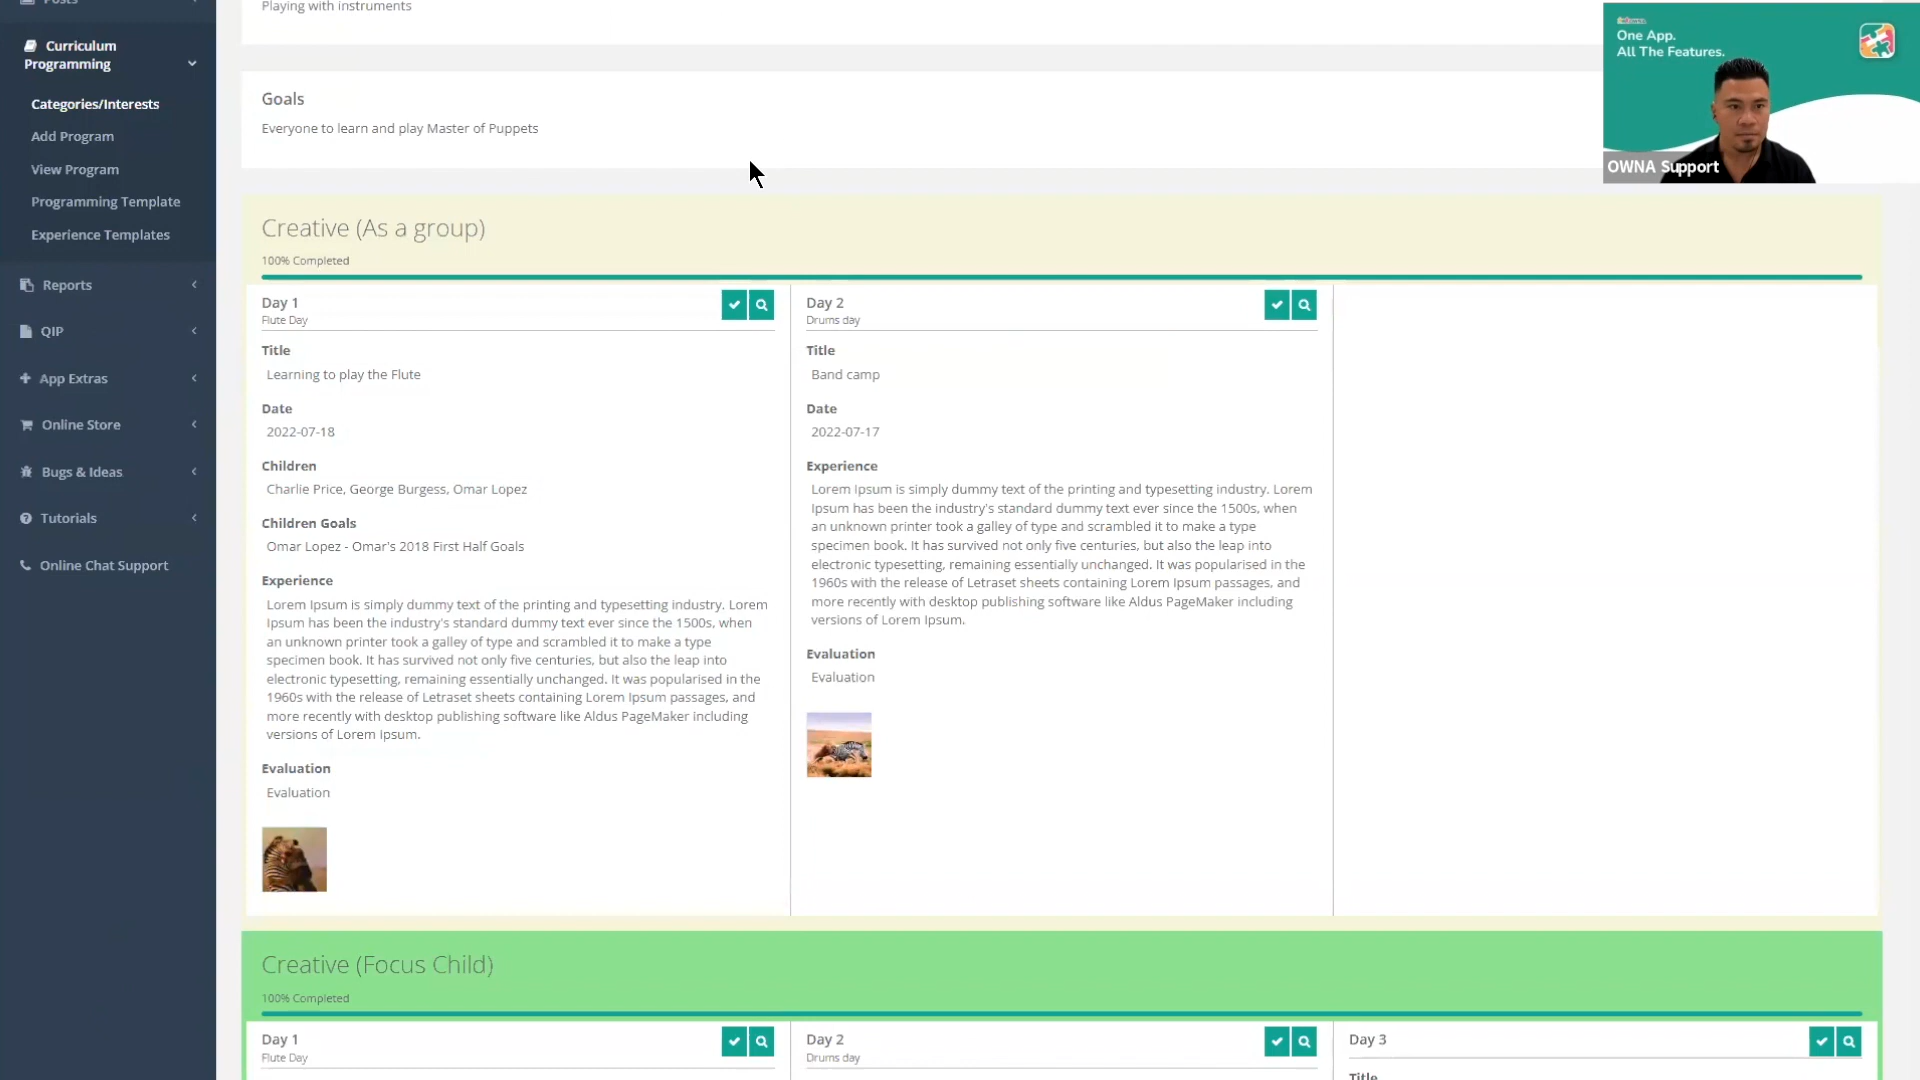 Posts
Curriculum
Programming
Categories/Interests
Add Program
View Program
Programming Template
Experience Templates
Reports
QIP
App Extras
Online Store
Bugs & Ideas
Tutorials
Online Chat Support
Playing with instruments
Goals
Everyone to learn and play Master of Puppets
One App.
All The Features.
OWNA Support
Creative (As a group)
100% Completed
Day 1
Flute Day
Title
Learning to play the Flute
Date
2022-07-18
Children
Charlie Price, George Burgess, Omar Lopez
Children Goals
Omar Lopez - Omar's 2018 First Half Goals
Experience
Lorem Ipsum is simply dummy text of the printing and typesetting industry. Lorem
Ipsum has been the industry's standard dummy text ever since the 1500s, when
an unknown printer took a galley of type and scrambled it to make a type
specimen book. It has survived not only five centuries, but also the leap into
electronic typesetting, remaining essentially unchanged. It was popularised in the
1960s with the release of Letraset sheets containing Lorem Ipsum passages, and
more recently with desktop publishing software like Aldus PageMaker including
versions of Lorem Ipsum.
Evaluation
Evaluation
Day 2
Drums day
Title
Band camp
Date
2022-07-17
Experience
Lorem Ipsum is simply dummy text of the printing and typesetting industry. Lorem
Ipsum has been the industry's standard dummy text ever since the 1500s, when
an unknown printer took a galley of type and scrambled it to make a type
specimen book. It has survived not only five centuries, but also the leap into
electronic typesetting, remaining essentially unchanged. It was popularised in the
1960s with the release of Letraset sheets containing Lorem Ipsum passages, and
more recently with desktop publishing software like Aldus PageMaker including
versions of Lorem Ipsum.
Evaluation
Evaluation
Creative (Focus Child)
100% Completed
Day 1
Flute Day
Day 2
Drums day
Day 3
Title